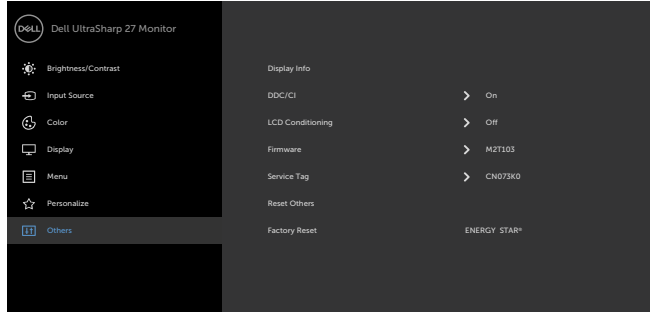 DELL Dell UltraSharp 27 Monitor
Brightness/Contrast Display Info
Input Source DDC/CI On
Color LCD Conditioning Off
Display Firmware M2T103
Menu Service Tag CN073K0
Personalize Reset Others
Others Factory Reset ENERGY STAR®